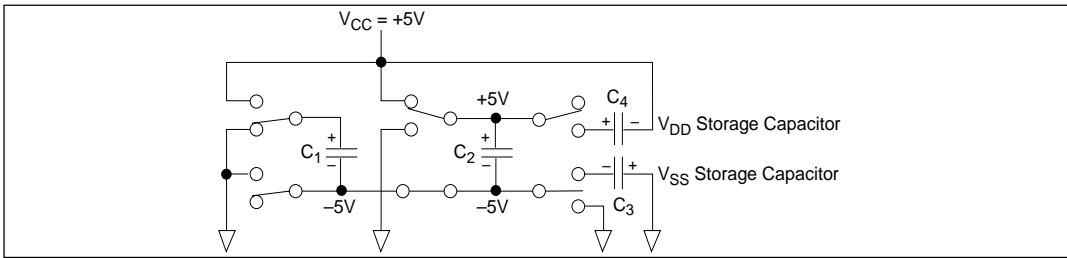 V_CC = +5V
+5V
C_4
+ −
V_DD Storage Capacitor
+
C_1
−
+
C_2
−
− +
V_SS Storage Capacitor
−5V
−5V
C_3